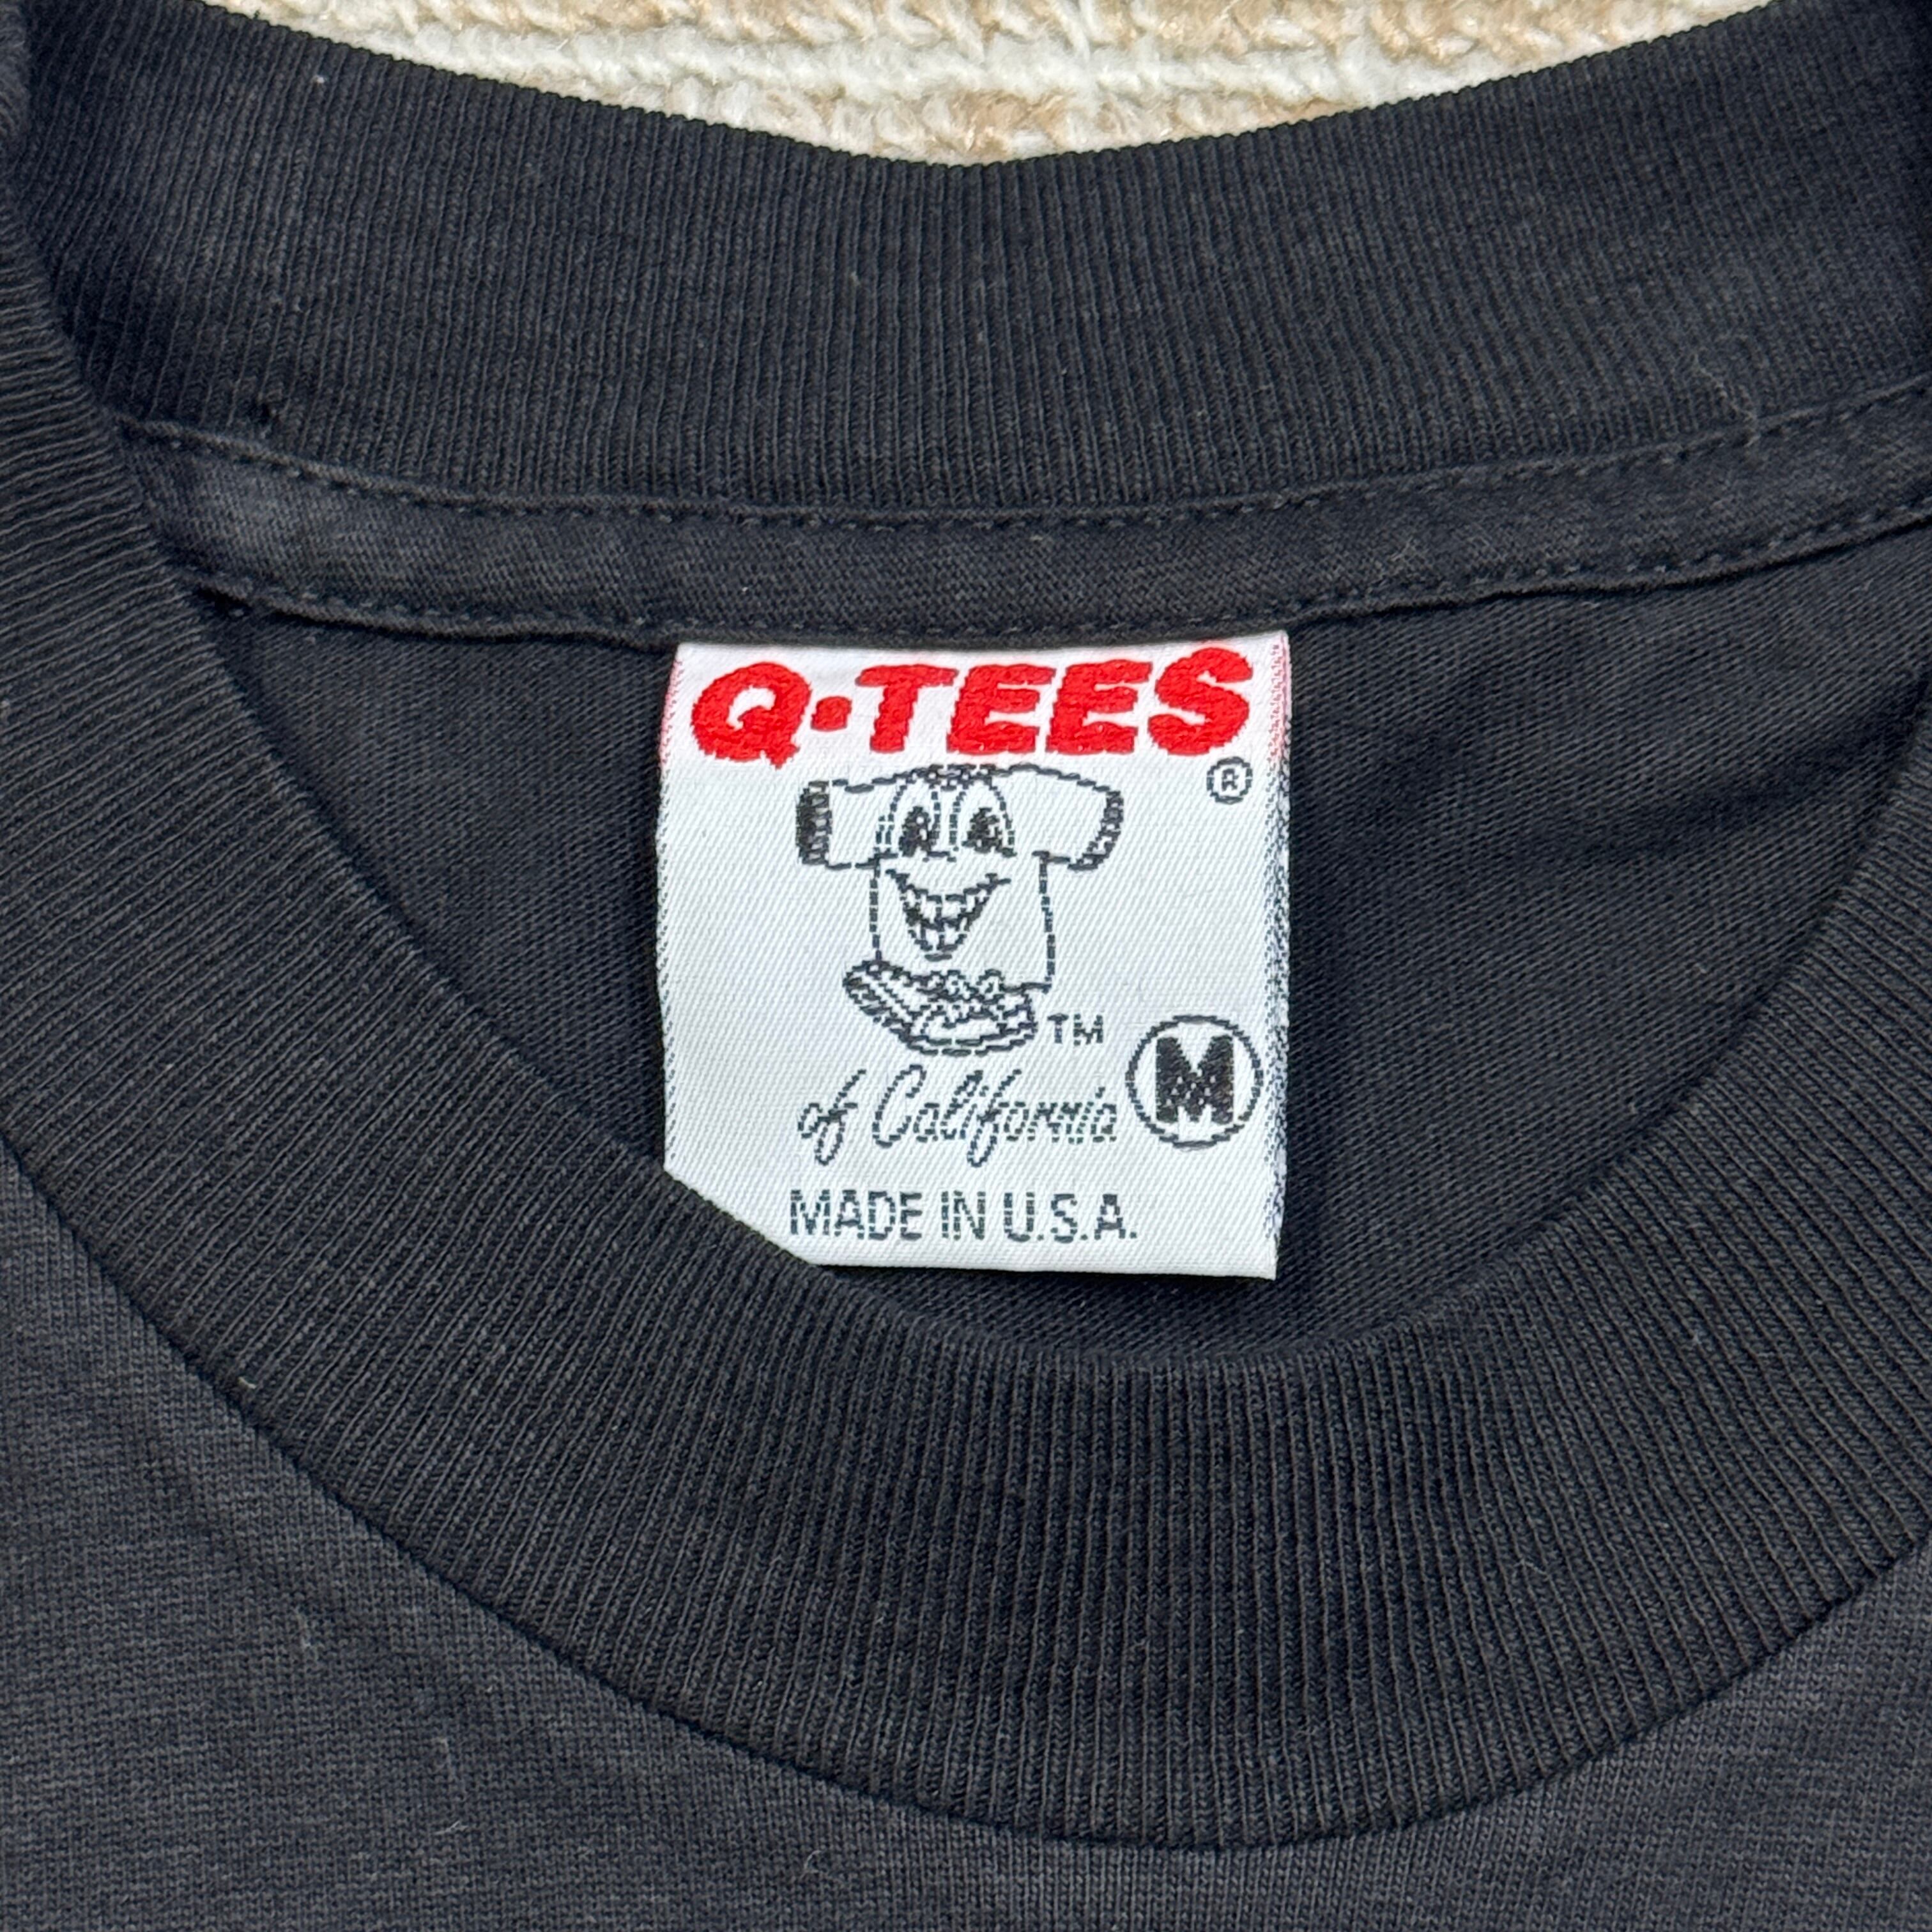 Q•TEES
®
TM
M
of California
MADE IN U.S.A.